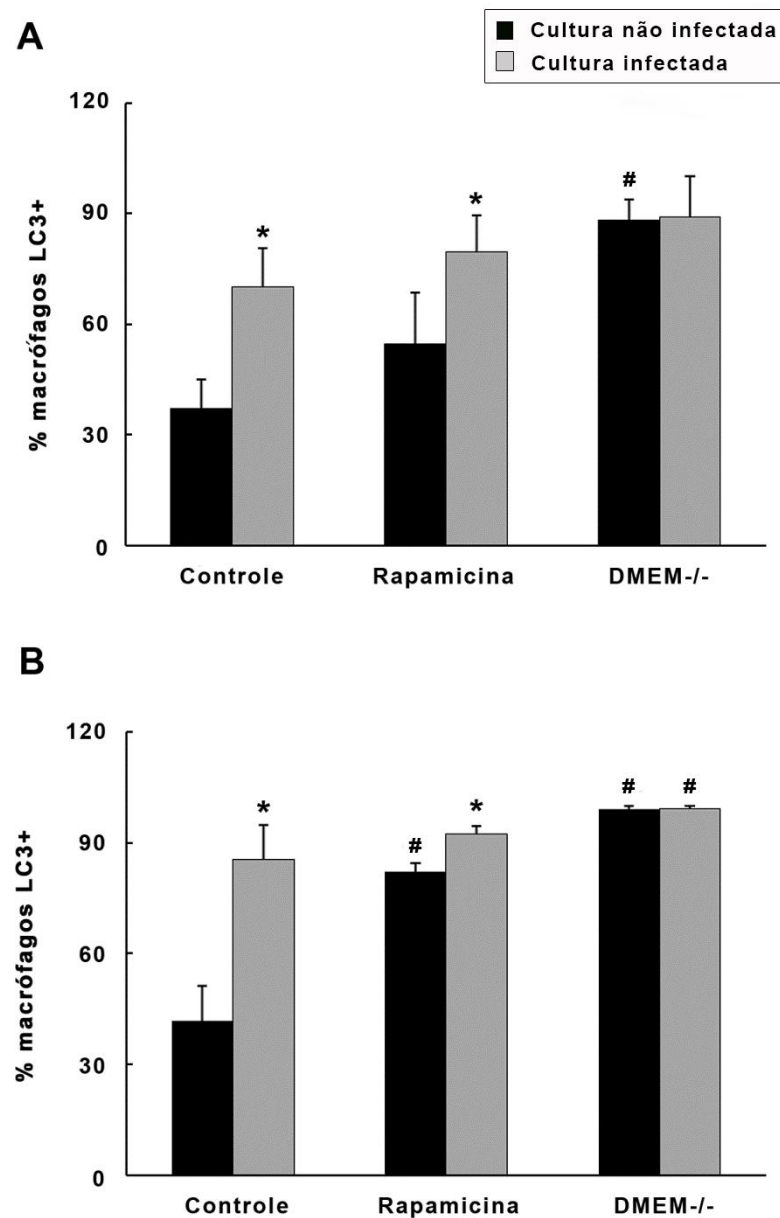 A
Cultura não infectada
Cultura infectada
120
90
60
30
0
% macrófagos LC3+
*
*
#
Controle
Rapamicina
DMEM-/-
B
120
90
60
30
0
% macrófagos LC3+
*
#
*
#
#
Controle
Rapamicina
DMEM-/-